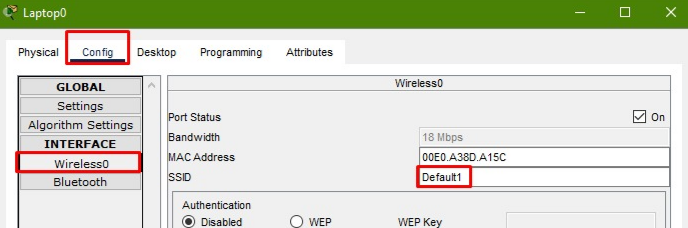 Laptop0
Physical Config Desktop Programming Attributes
GLOBAL
Settings
Algorithm Settings
INTERFACE
Wireless0
Bluetooth
Wireless0
Port Status On
Bandwidth 18 Mbps
MAC Address 00E0.A38D.A15C
SSID Default1
Authentication
Disabled WEP WEP Key